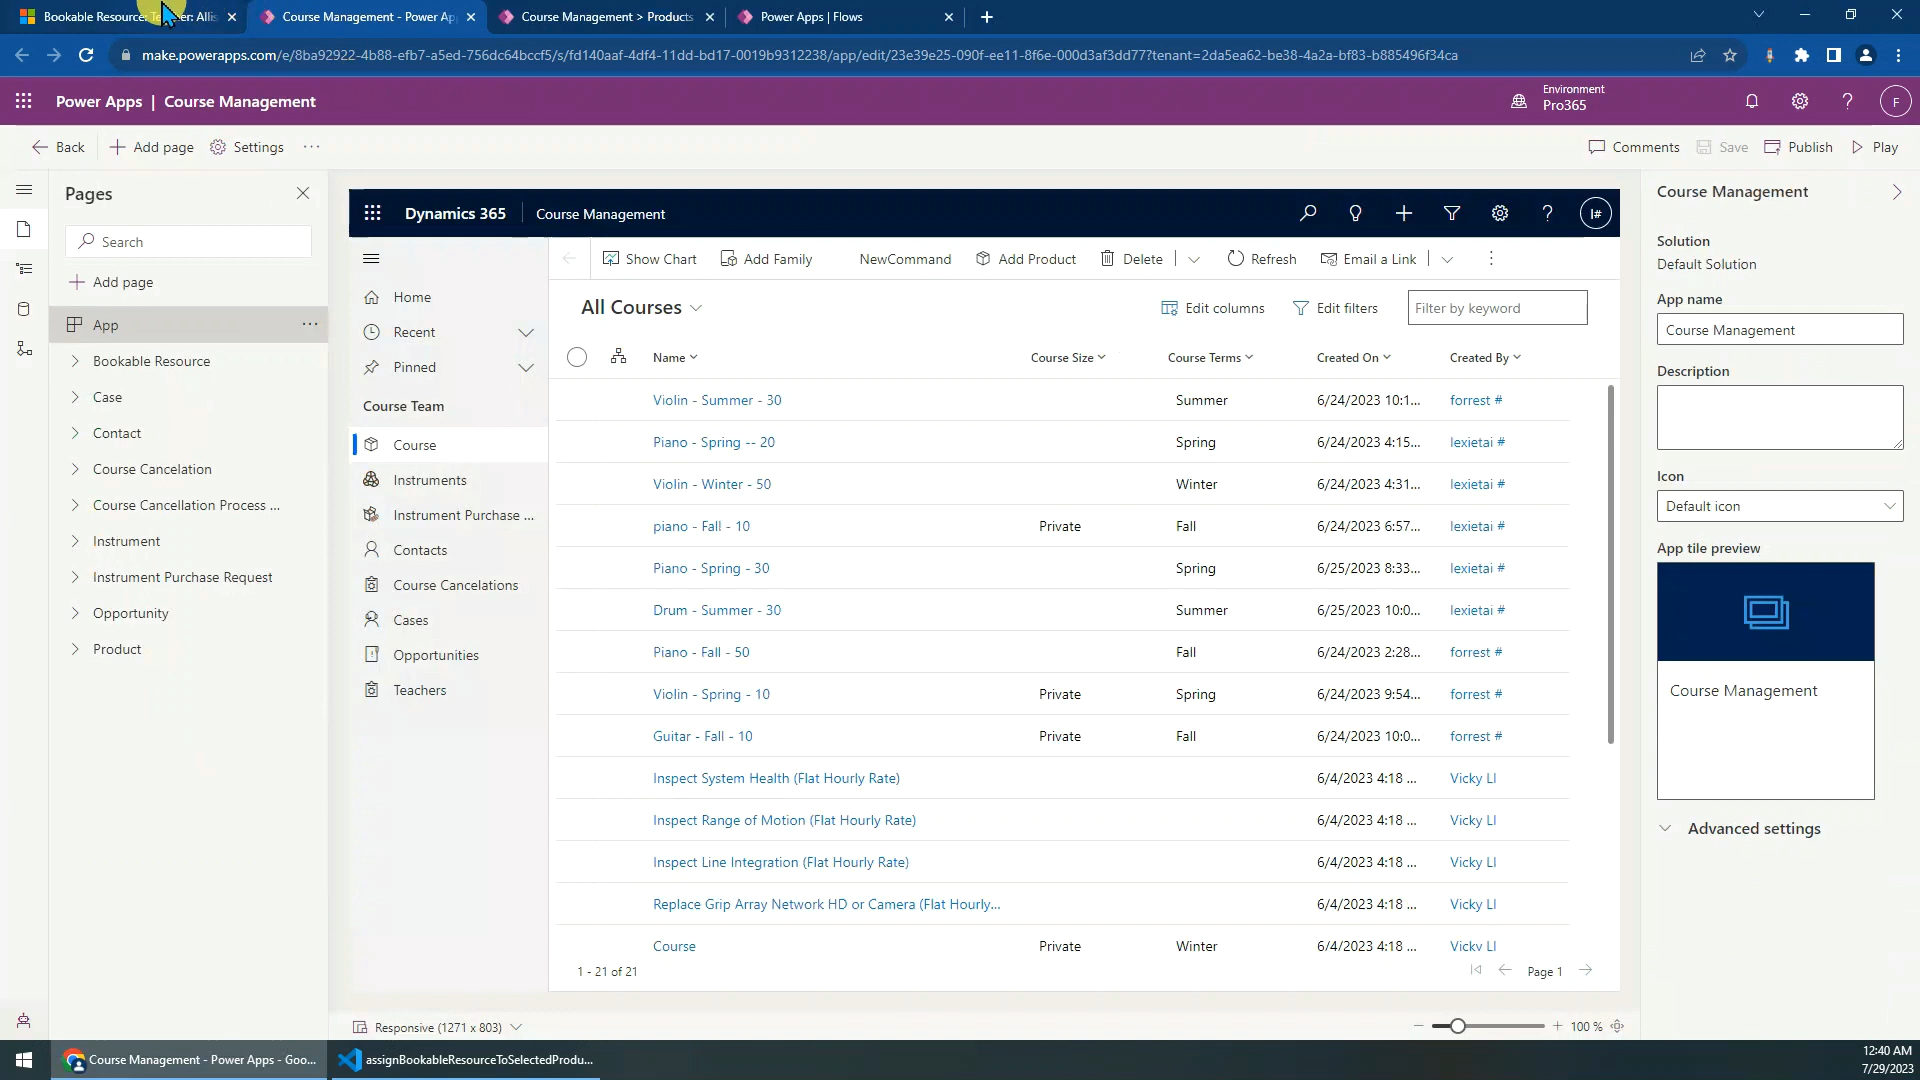 Bookable Resource: Te er: Allis
Course Management - Power Ap
Course Management > Products
Power Apps | Flows
make.powerapps.com/e/8ba92922-4b88-efb7-a5ed-756dc64bccf5/s/fd140aaf-4df4-11dd-bd17-0019b9312238/app/edit/23e39e25-090f-ee11-8f6e-000d3af3dd77?tenant=2da5ea62-be38-4a2a-bf83-b885496f34ca
Power Apps | Course Management
Environment
Pro365
F
Back
Add page
Settings
Comments
Save
Publish
Play
Pages
Search
Add page
App
Bookable Resource
Case
Contact
Course Cancelation
Course Cancellation Process ...
Instrument
Instrument Purchase Request
Opportunity
Product
Dynamics 365
Course Management
I#
Home
Recent
Pinned
Course Team
Course
Instruments
Instrument Purchase ...
Contacts
Course Cancelations
Cases
Opportunities
Teachers
Show Chart
Add Family
NewCommand
Add Product
Delete
Refresh
Email a Link
All Courses
Edit columns
Edit filters
Filter by keyword
Name Course Size Course Terms Created On Created By
Violin - Summer - 30 Summer 6/24/2023 10:1... forrest #
Piano - Spring -- 20 Spring 6/24/2023 4:15... lexietai #
Violin - Winter - 50 Winter 6/24/2023 4:31... lexietai #
piano - Fall - 10 Private Fall 6/24/2023 6:57... lexietai #
Piano - Spring - 30 Spring 6/25/2023 8:33... lexietai #
Drum - Summer - 30 Summer 6/25/2023 10:0... lexietai #
Piano - Fall - 50 Fall 6/24/2023 2:28... forrest #
Violin - Spring - 10 Private Spring 6/24/2023 9:54... forrest #
Guitar - Fall - 10 Private Fall 6/24/2023 10:0... forrest #
Inspect System Health (Flat Hourly Rate) 6/4/2023 4:18 ... Vicky LI
Inspect Range of Motion (Flat Hourly Rate) 6/4/2023 4:18 ... Vicky LI
Inspect Line Integration (Flat Hourly Rate) 6/4/2023 4:18 ... Vicky LI
Replace Grip Array Network HD or Camera (Flat Hourly... 6/4/2023 4:18 ... Vicky LI
Course Private Winter 6/4/2023 4:18 ... Vicky LI
1 - 21 of 21
Page 1
Responsive (1271 x 803)
100 %
Course Management
Solution
Default Solution
App name
Course Management
Description
Icon
Default icon
App tile preview
Course Management
Advanced settings
Course Management - Power Apps - Goo...
assignBookableResourceToSelectedProdu...
12:40 AM
7/29/2023